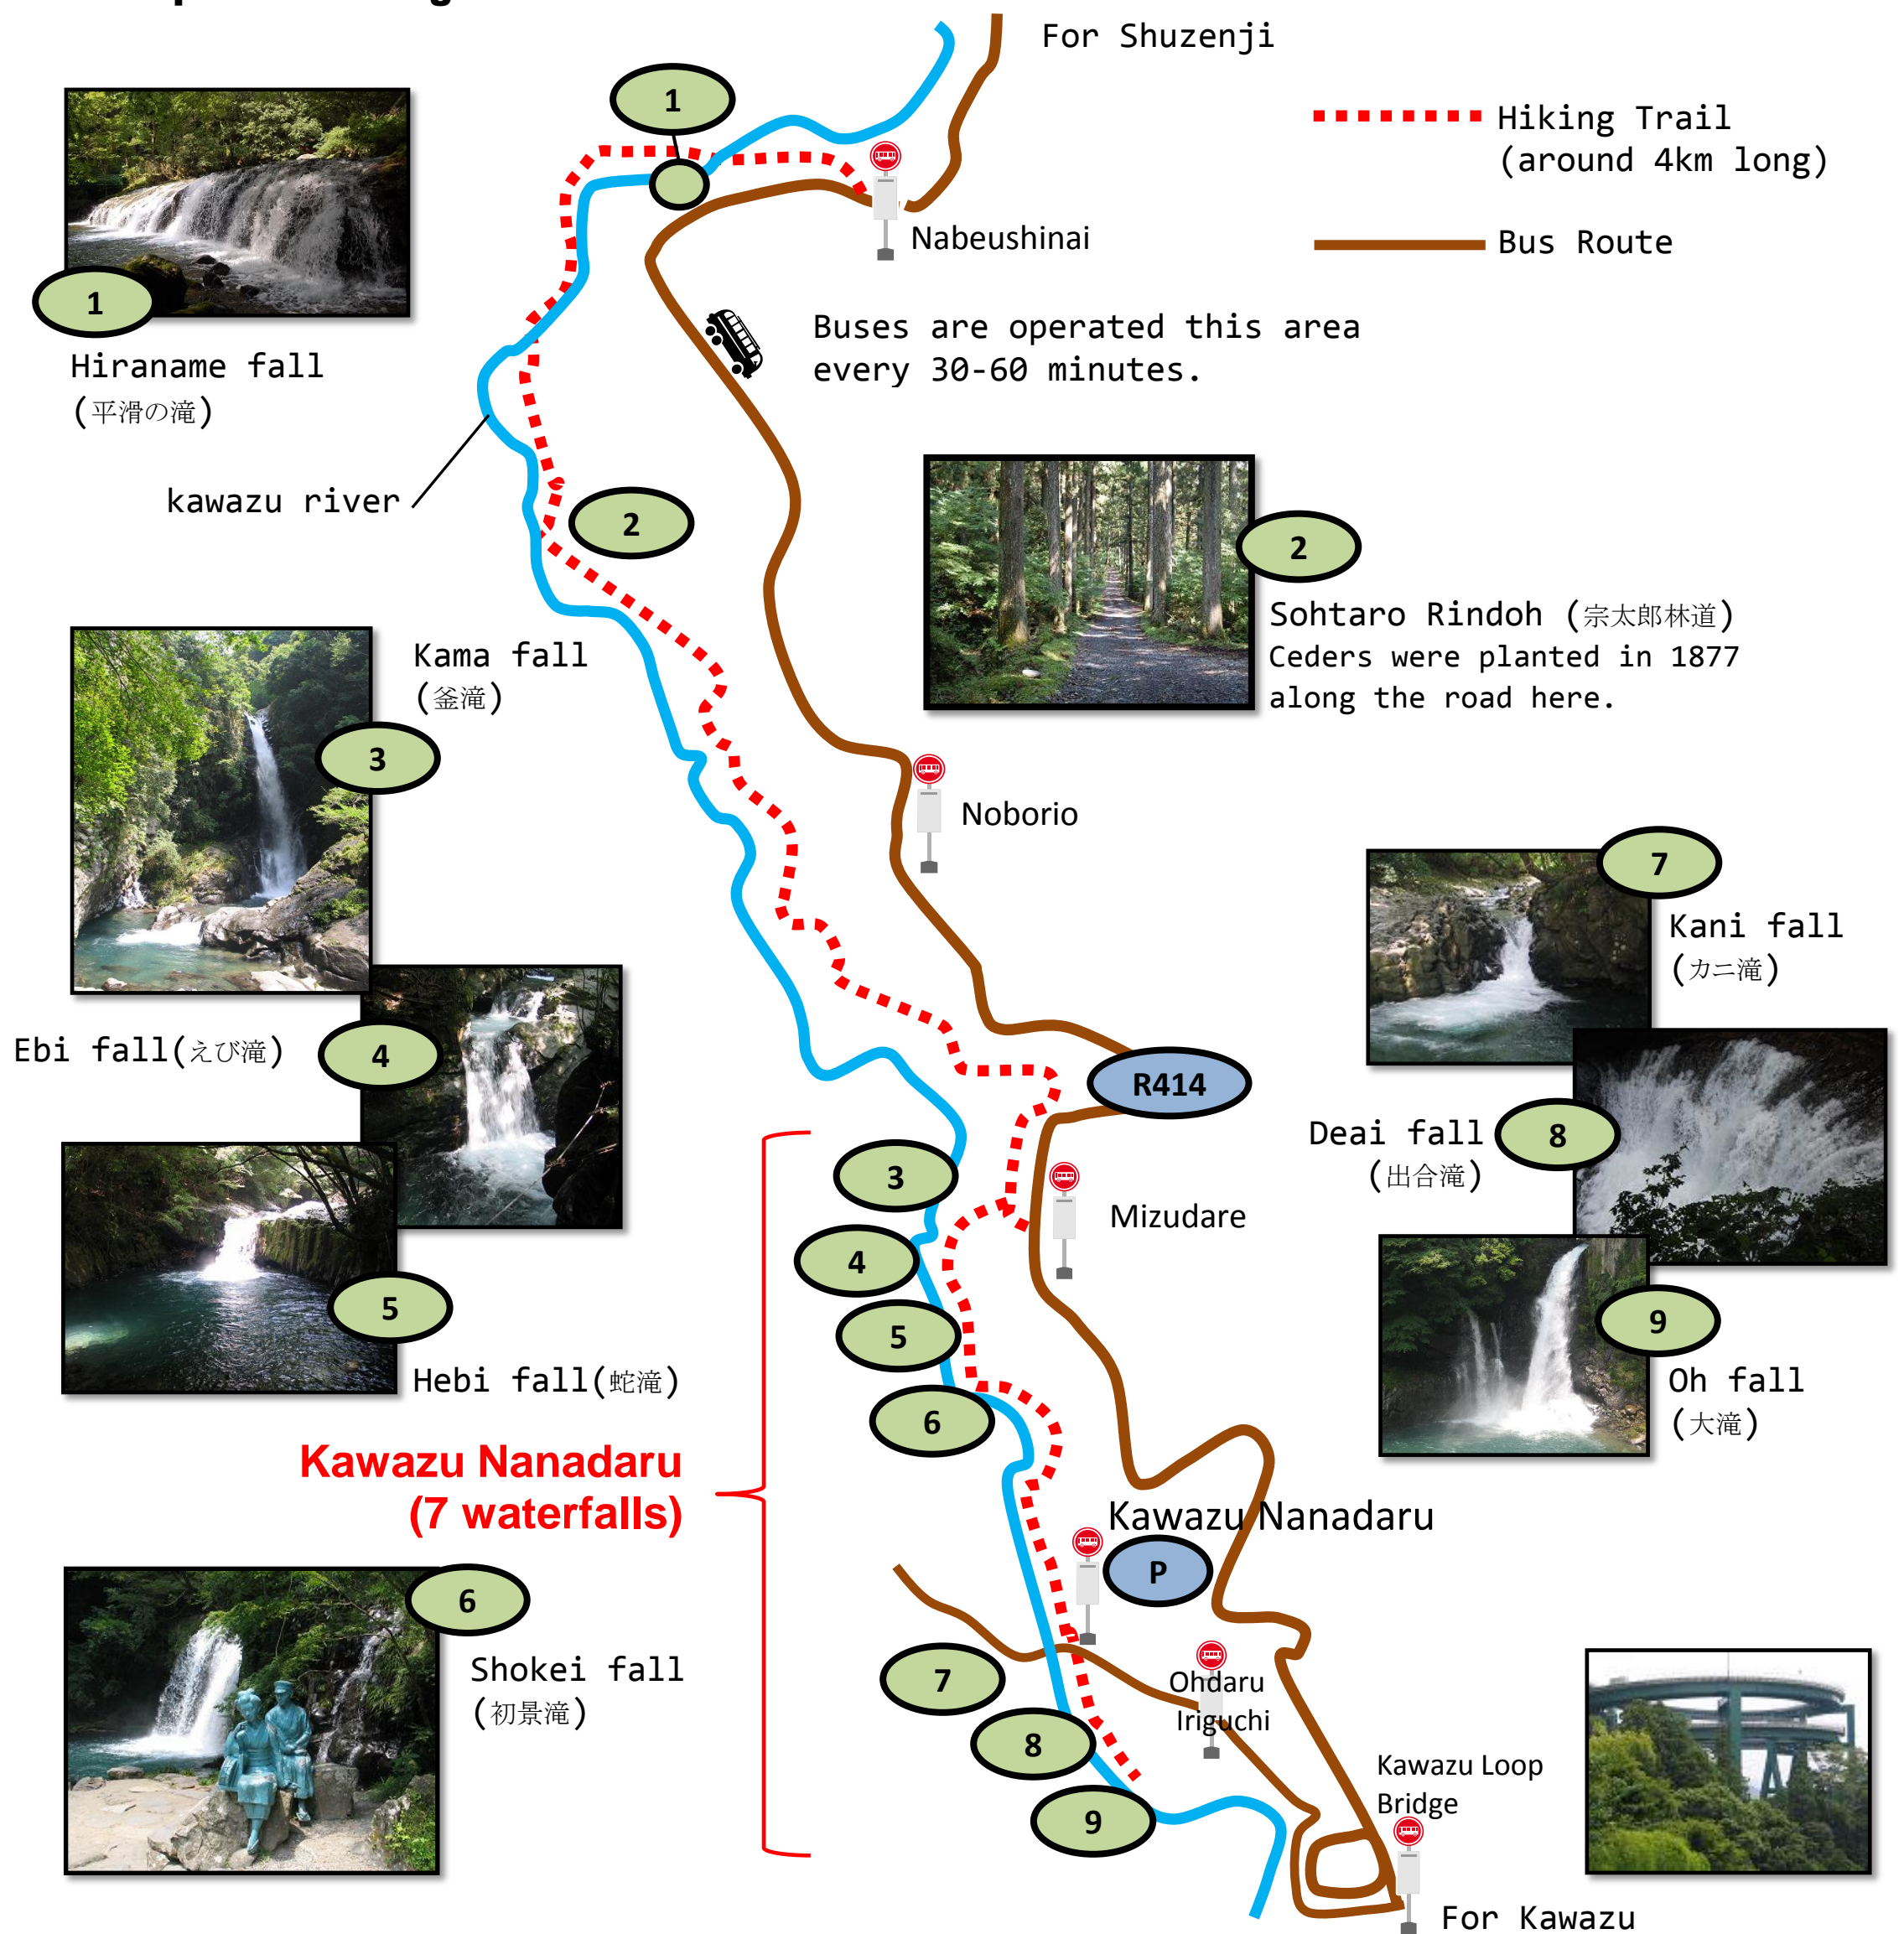 For Shuzenji
1
Hiking Trail
(around 4km long)
Bus Route
Nabeushinai
1
Hiraname fall
(平滑の滝)
Buses are operated this area
every 30-60 minutes.
kawazu river
2
2
Sohtaro Rindoh (宗太郎林道)
Ceders were planted in 1877
along the road here.
Kama fall
(釜滝)
3
Noborio
7
Kani fall
(カニ滝)
Ebi fall(えび滝)
4
R414
Deai fall
(出合滝)
8
3
Mizudare
4
5
5
Hebi fall(蛇滝)
9
Oh fall
(大滝)
6
Kawazu Nanadaru
(7 waterfalls)
Kawazu Nanadaru
P
6
Shokei fall
(初景滝)
7
Ohdaru
Iriguchi
8
Kawazu Loop
Bridge
9
For Kawazu